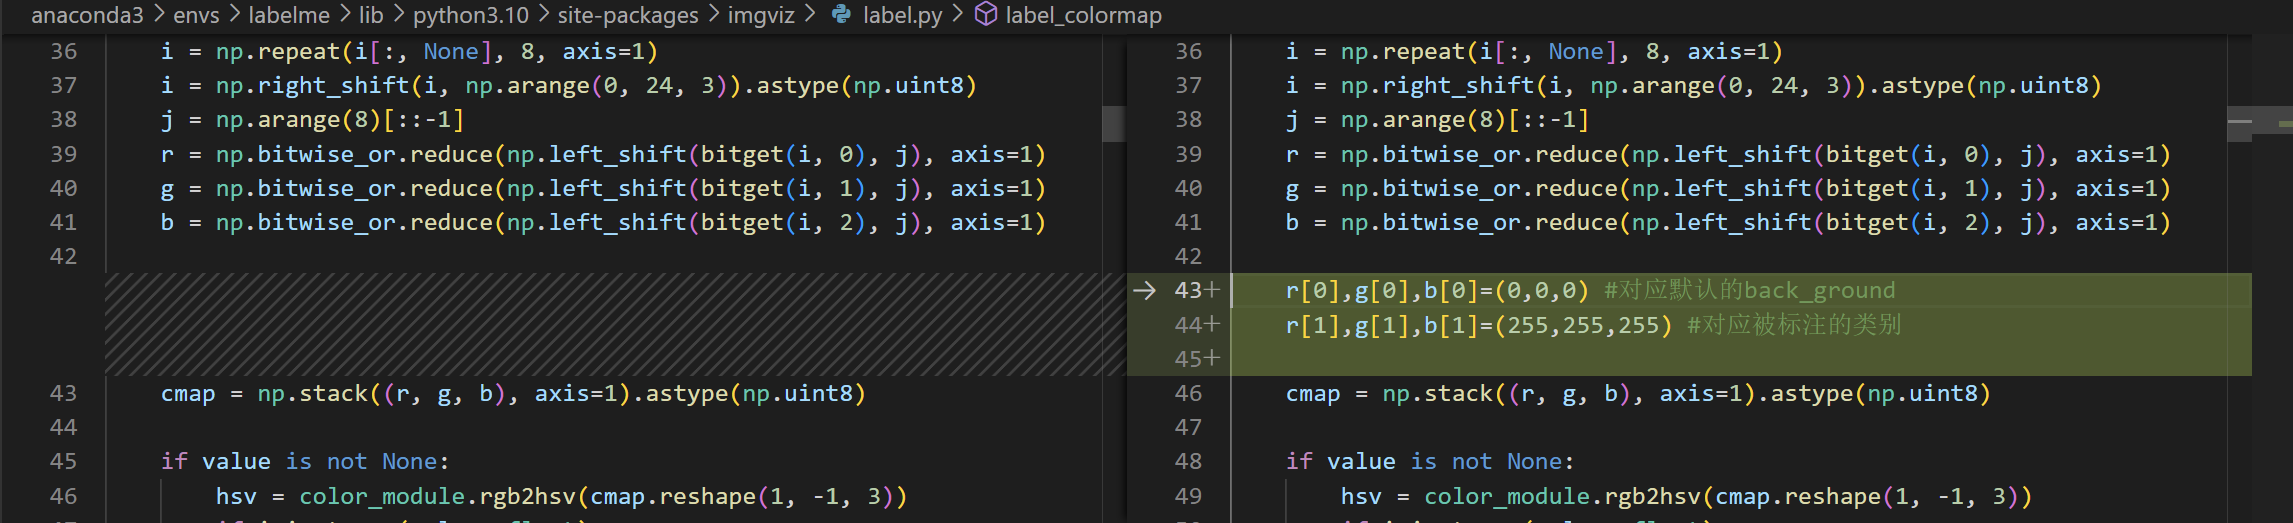 anaconda3 > envs > labelme > lib > python3.10 > site-packages > imgviz > label.py > label_colormap
36 i = np.repeat(i[:, None], 8, axis=1)
37 i = np.right_shift(i, np.arange(0, 24, 3)).astype(np.uint8)
38 j = np.arange(8)[::-1]
39 r = np.bitwise_or.reduce(np.left_shift(bitget(i, 0), j), axis=1)
40 g = np.bitwise_or.reduce(np.left_shift(bitget(i, 1), j), axis=1)
41 b = np.bitwise_or.reduce(np.left_shift(bitget(i, 2), j), axis=1)
42
43 cmap = np.stack((r, g, b), axis=1).astype(np.uint8)
44
45 if value is not None:
46 hsv = color_module.rgb2hsv(cmap.reshape(1, -1, 3))
36 i = np.repeat(i[:, None], 8, axis=1)
37 i = np.right_shift(i, np.arange(0, 24, 3)).astype(np.uint8)
38 j = np.arange(8)[::-1]
39 r = np.bitwise_or.reduce(np.left_shift(bitget(i, 0), j), axis=1)
40 g = np.bitwise_or.reduce(np.left_shift(bitget(i, 1), j), axis=1)
41 b = np.bitwise_or.reduce(np.left_shift(bitget(i, 2), j), axis=1)
42
→ 43+ r[0],g[0],b[0]=(0,0,0) #对应默认的back_ground
44+ r[1],g[1],b[1]=(255,255,255) #对应被标注的类别
45+
46 cmap = np.stack((r, g, b), axis=1).astype(np.uint8)
47
48 if value is not None:
49 hsv = color_module.rgb2hsv(cmap.reshape(1, -1, 3))